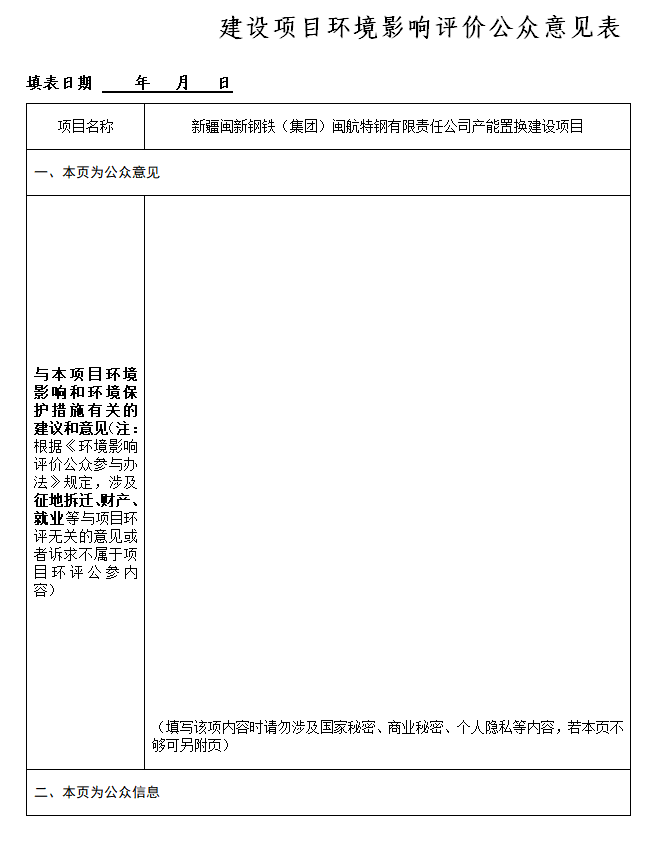 建设项目环境影响评价公众意见表
填表日期 年 月 日
项目名称
新疆闽新钢铁（集团）闽航特钢有限责任公司产能置换建设项目
一、本页为公众意见
与本项目环境
影响和环境保
护措施有关的
建议和意见（注：
根据《环境影响
评价公众参与办
法》规定，涉及
征地拆迁、财产、
就业等与项目环
评无关的意见或
者诉求不属于项
目环评公参内
容）
（填写该项内容时请勿涉及国家秘密、商业秘密、个人隐私等内容，若本页不
够可另附页）
二、本页为公众信息